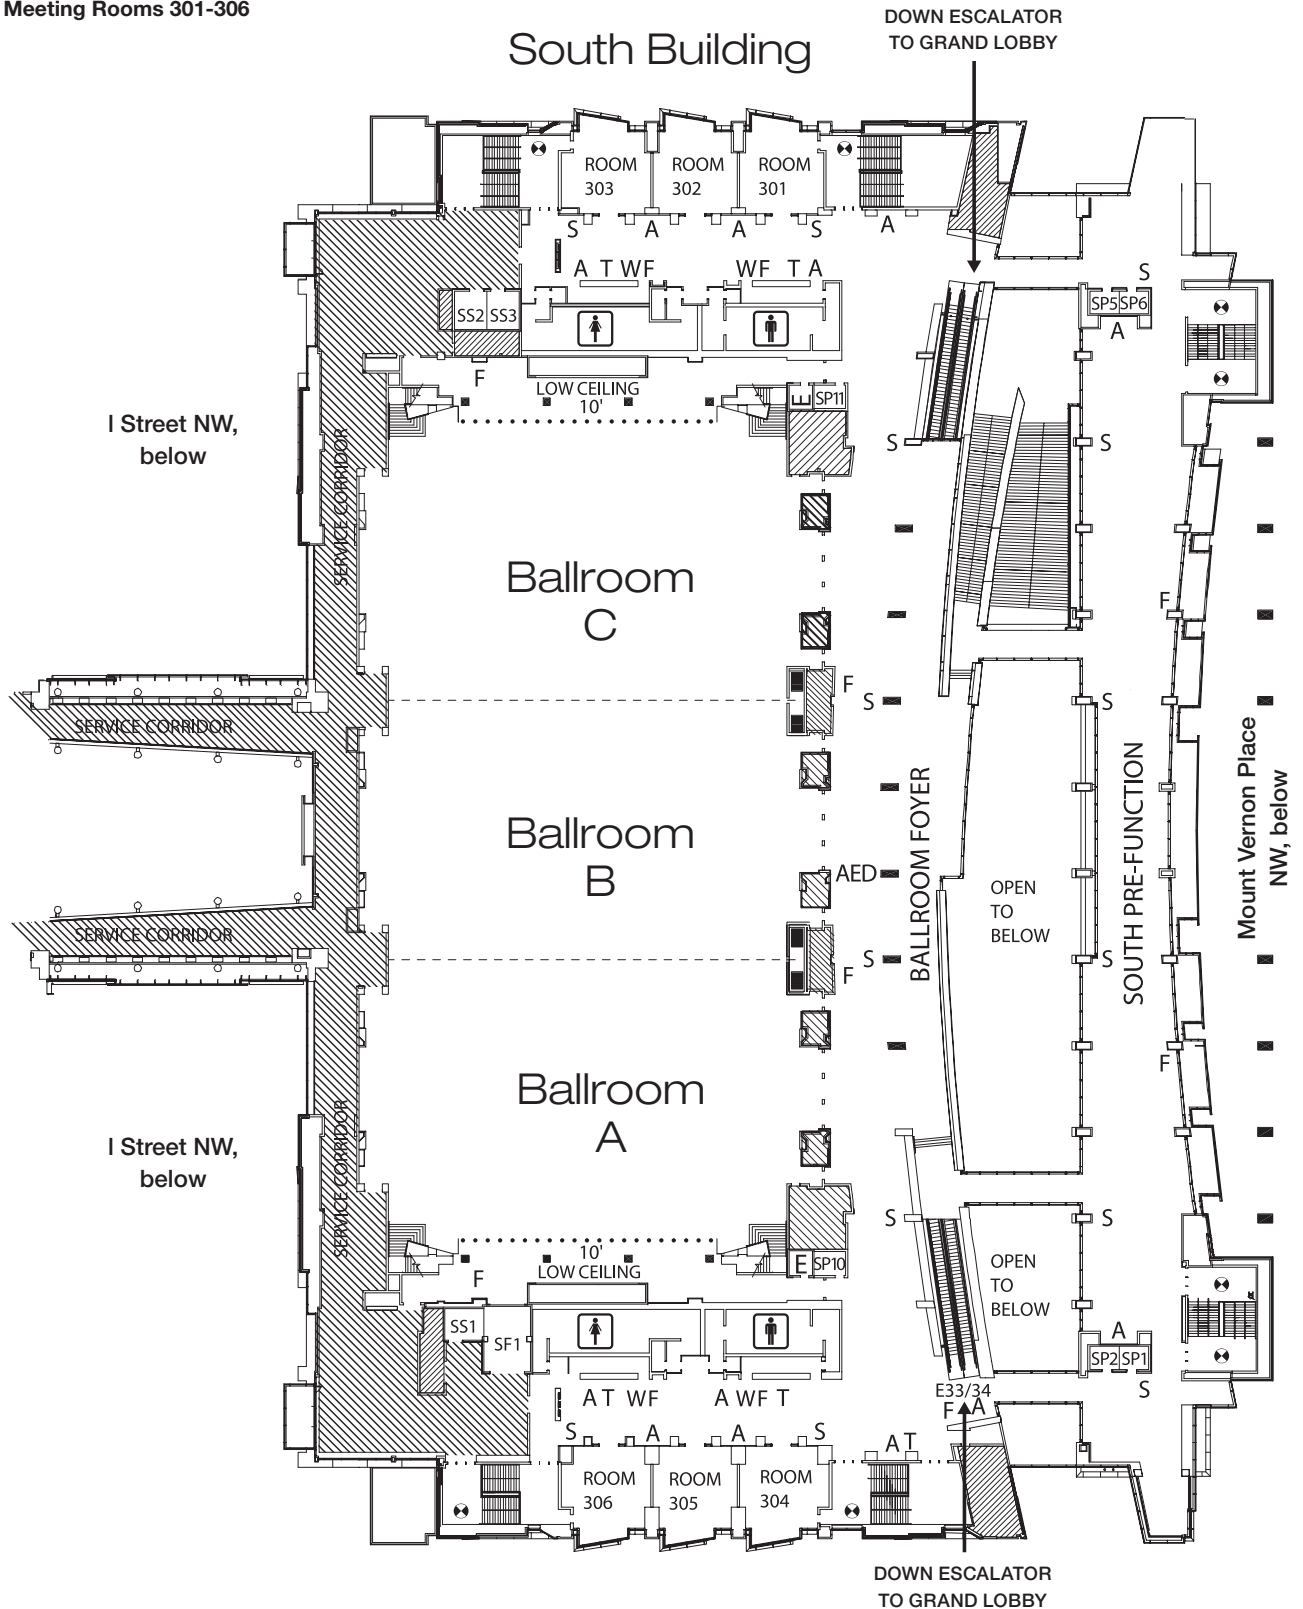 Meeting Rooms 301-306
DOWN ESCALATOR
TO GRAND LOBBY
South Building
ROOM
303
ROOM
302
ROOM
301
S
A
A
S
A
A T WF
WF T A
S
SS2
SS3
SP5
SP6
A
F
LOW CEILING
10'
E
SP11
I Street NW,
below
SERVICE CORRIDOR
S
S
Ballroom
C
F
F
S
S
SERVICE CORRIDOR
Ballroom
B
AED
BALLROOM FOYER
OPEN
TO
BELOW
SOUTH PRE-FUNCTION
Mount Vernon Place
NW, below
SERVICE CORRIDOR
S
F
S
F
Ballroom
A
I Street NW,
below
SERVICE CORRIDOR
S
S
10'
LOW CEILING
E
SP10
F
OPEN
TO
BELOW
SS1
SF1
A
SP2
SP1
S
A T WF
A WF T
E33/34
F A
S
A
A
S
A T
ROOM
306
ROOM
305
ROOM
304
DOWN ESCALATOR
TO GRAND LOBBY